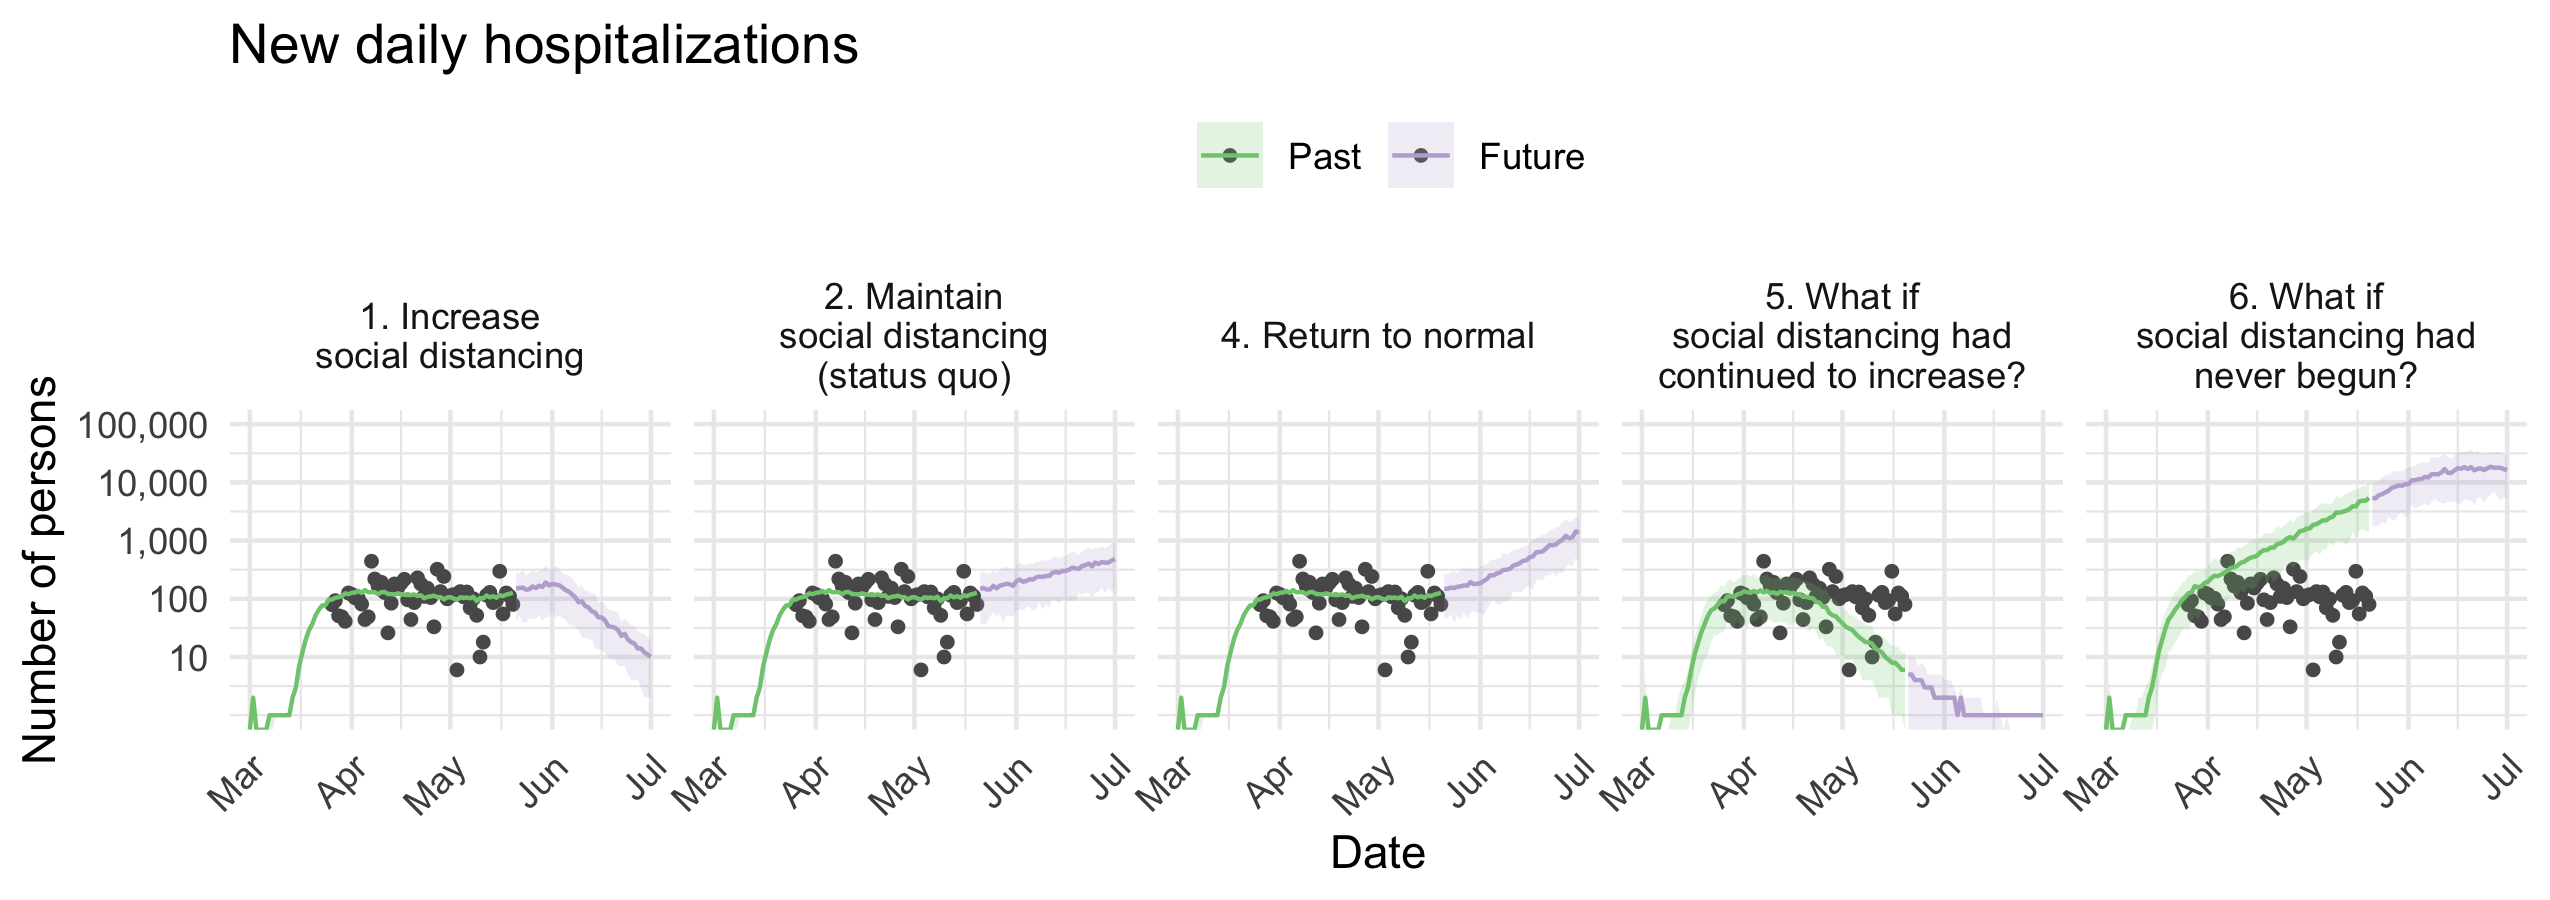 New daily hospitalizations
Past
Future
1. Increase
social distancing
2. Maintain
social distancing
(status quo)
4. Return to normal
5. What if
social distancing had
continued to increase?
6. What if
social distancing had
never begun?
Number of persons
100,000
10,000
1,000
100
10
Mar
Apr
May
Jun
Jul
Mar
Apr
May
Jun
Jul
Mar
Apr
May
Jun
Jul
Mar
Apr
May
Jun
Jul
Mar
Apr
May
Jun
Jul
Date